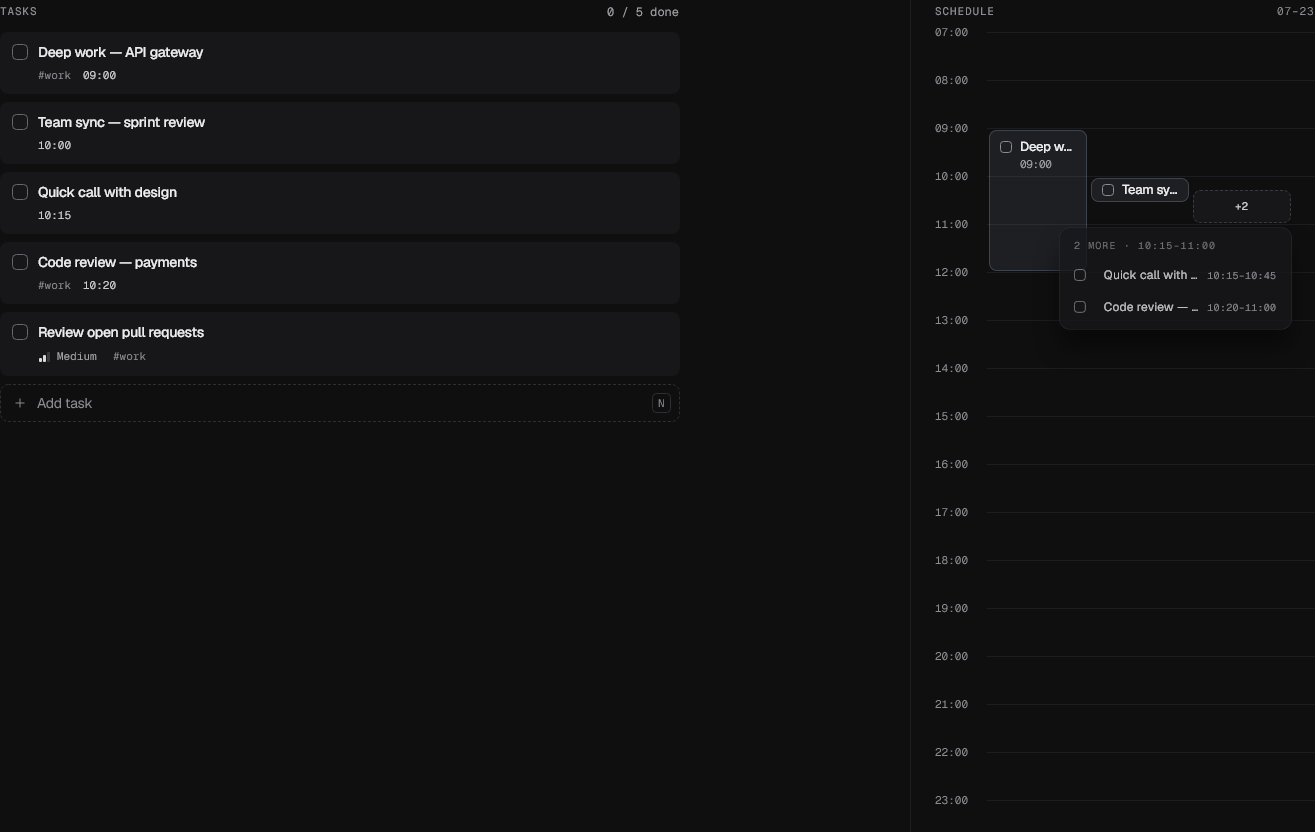 TASKS
0 / 5 done
Deep work — API gateway
#work 09:00
Team sync — sprint review
10:00
Quick call with design
10:15
Code review — payments
#work 10:20
Review open pull requests
Medium #work
+ Add task
N
SCHEDULE
07–23
07:00
08:00
09:00
Deep w…
09:00
10:00
Team sy…
+2
11:00
2 MORE · 10:15–11:00
12:00
Quick call with … 10:15–10:45
Code review — … 10:20–11:00
13:00
14:00
15:00
16:00
17:00
18:00
19:00
20:00
21:00
22:00
23:00